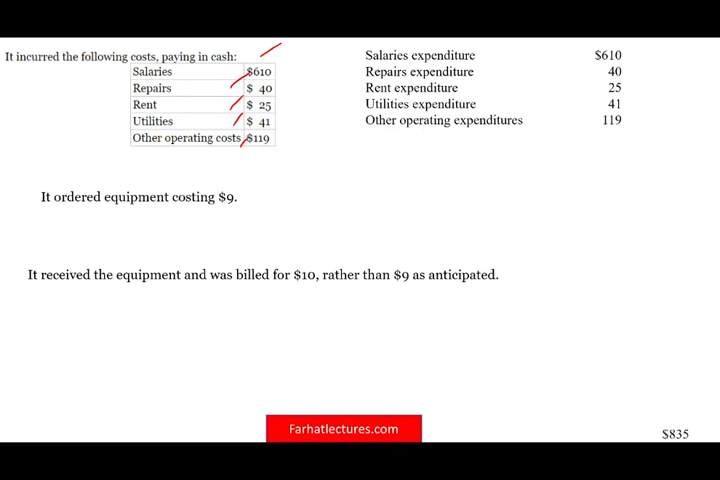 It incurred the following costs, paying in cash:
Salaries $610
Repairs $ 40
Rent $ 25
Utilities $ 41
Other operating costs $119
Salaries expenditure $610
Repairs expenditure 40
Rent expenditure 25
Utilities expenditure 41
Other operating expenditures 119
It ordered equipment costing $9.
It received the equipment and was billed for $10, rather than $9 as anticipated.
Farhatlectures.com
$835